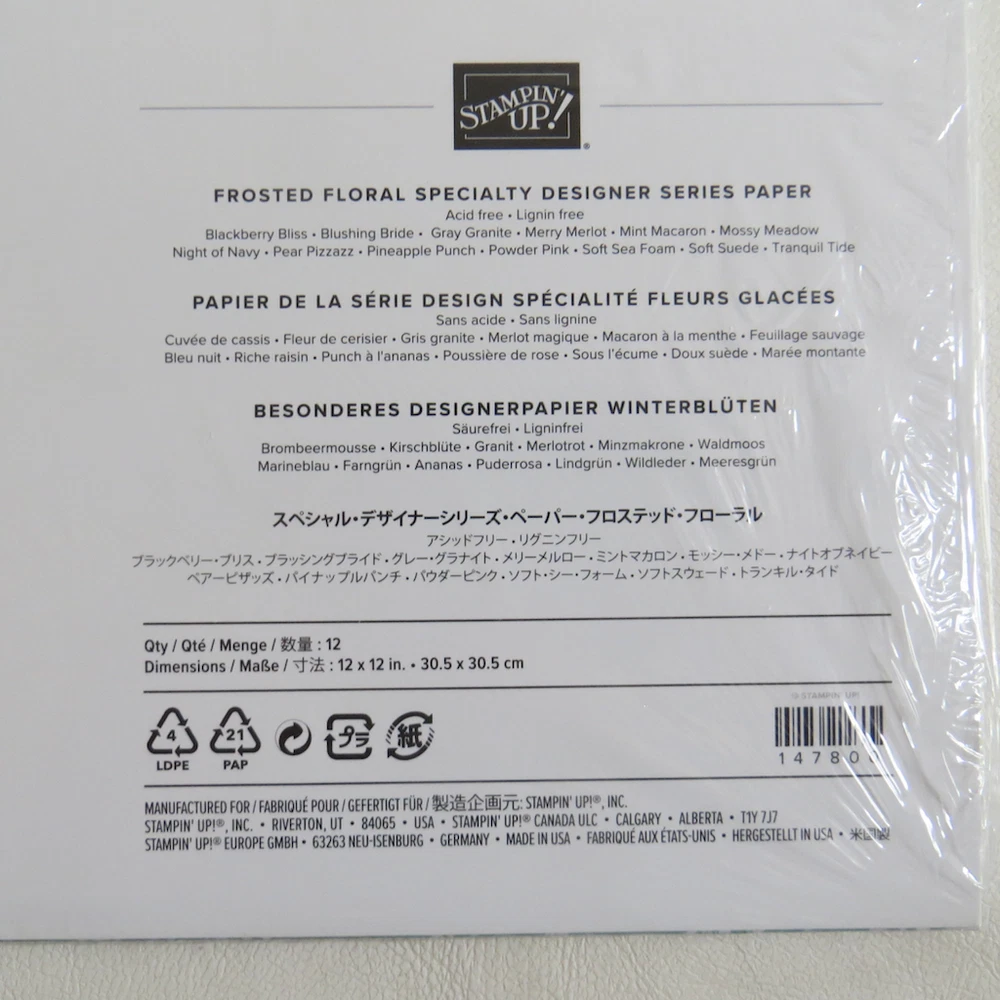 STAMPIN' UP!®
FROSTED FLORAL SPECIALTY DESIGNER SERIES PAPER
Acid free • Lignin free
Blackberry Bliss • Blushing Bride • Gray Granite • Merry Merlot • Mint Macaron • Mossy Meadow
Night of Navy • Pear Pizzazz • Pineapple Punch • Powder Pink • Soft Sea Foam • Soft Suede • Tranquil Tide
PAPIER DE LA SÉRIE DESIGN SPÉCIALITÉ FLEURS GLACÉES
Sans acide • Sans lignine
Cuvée de cassis • Fleur de cerisier • Gris granite • Merlot magique • Macaron à la menthe • Feuillage sauvage
Bleu nuit • Riche raisin • Punch à l'ananas • Poussière de rose • Sous l'écume • Doux suède • Marée montante
BESONDERES DESIGNERPAPIER WINTERBLÜTEN
Säurefrei • Ligninfrei
Brombeermousse • Kirschblüte • Granit • Merlotrot • Minzmakrone • Waldmoos
Marineblau • Farngrün • Ananas • Puderrosa • Lindgrün • Wildleder • Meeresgrün
スペシャル・デザイナーシリーズ・ペーパー・フロステッド・フローラル
アシッドフリー・リグニンフリー
ブラックベリー・ブリス・ブラッシングブライド・グレー・グラナイト・メリーメルロー・ミントマカロン・モッシー・メドー・ナイトオブネイビー
ペアーピザッズ・パイナップルパンチ・パウダーピンク・ソフト・シー・フォーム・ソフトスウェード・トランキル・タイド
Qty / Qté / Menge / 数量 : 12
Dimensions / Maße / 寸法 : 12 x 12 in. • 30.5 x 30.5 cm
© STAMPIN' UP!
4 21 プラ 紙
LDPE PAP
14780
MANUFACTURED FOR / FABRIQUÉ POUR / GEFERTIGT FÜR / 製造企画元: STAMPIN' UP!®, INC.
STAMPIN' UP!®, INC. • RIVERTON, UT • 84065 • USA • STAMPIN' UP!® CANADA ULC • CALGARY • ALBERTA • T1Y 7J7
STAMPIN' UP!® EUROPE GMBH • 63263 NEU-ISENBURG • GERMANY • MADE IN USA • FABRIQUÉ AUX ÉTATS-UNIS • HERGESTELLT IN USA • 米国製